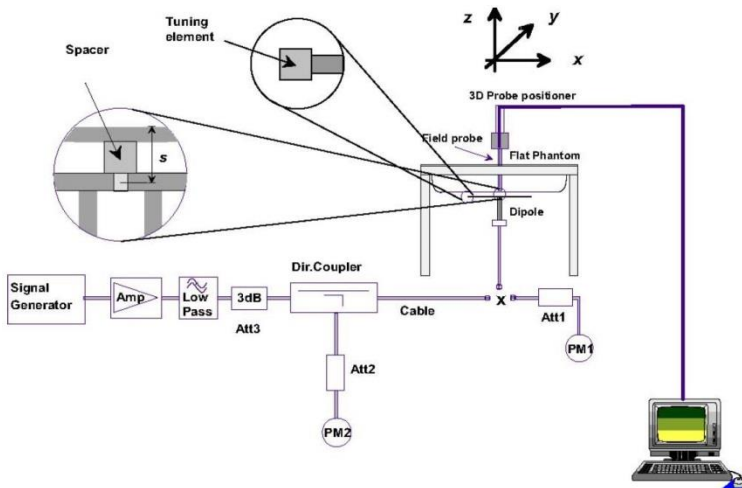 Tuning
element
Spacer
s
z
y
x
3D Probe positioner
Field probe
Flat Phantom
Dipole
Signal
Generator
Amp
Low
Pass
3dB
Att3
Dir.Coupler
Cable
x
Att1
PM1
Att2
PM2